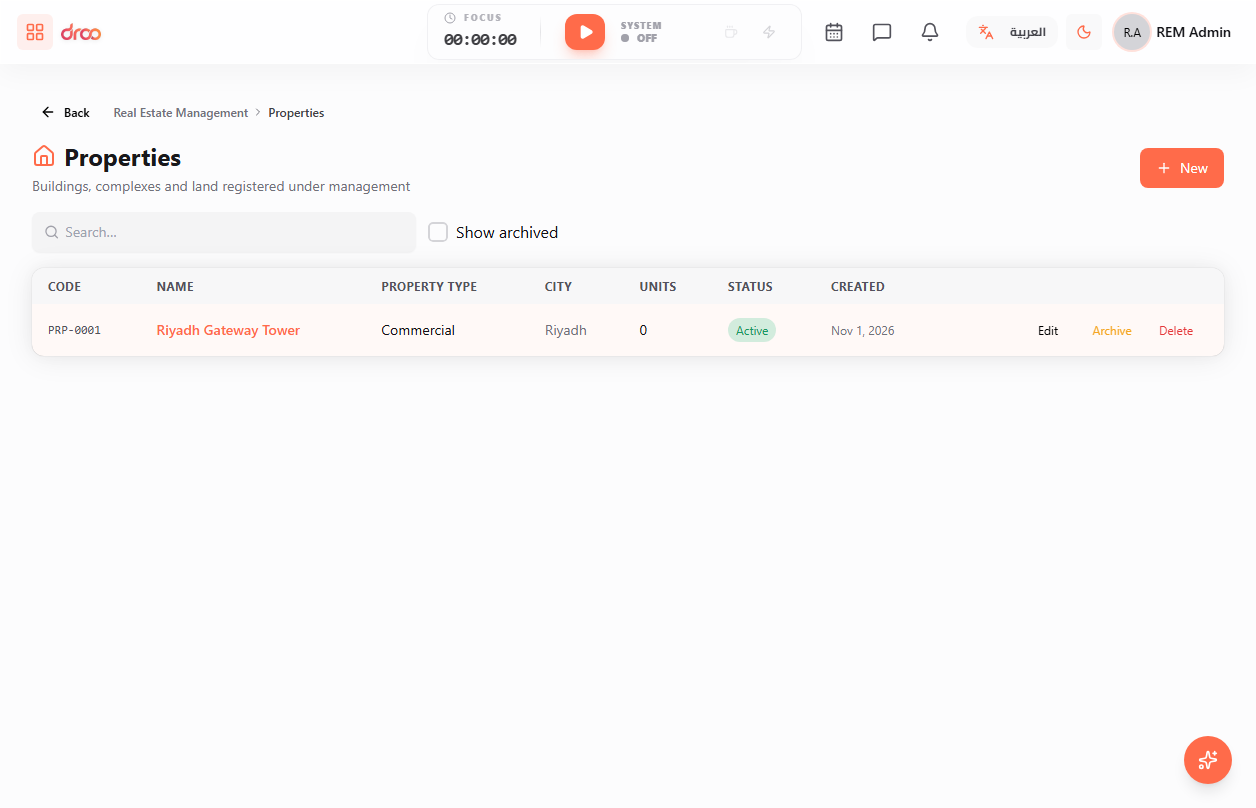 droo
FOCUS
00:00:00
SYSTEM
OFF
العربية
R.A
REM Admin
Back
Real Estate Management > Properties
Properties
Buildings, complexes and land registered under management
New
Search...
Show archived
CODE NAME PROPERTY TYPE CITY UNITS STATUS CREATED
PRP-0001 Riyadh Gateway Tower Commercial Riyadh 0 Active Nov 1, 2026 Edit Archive Delete